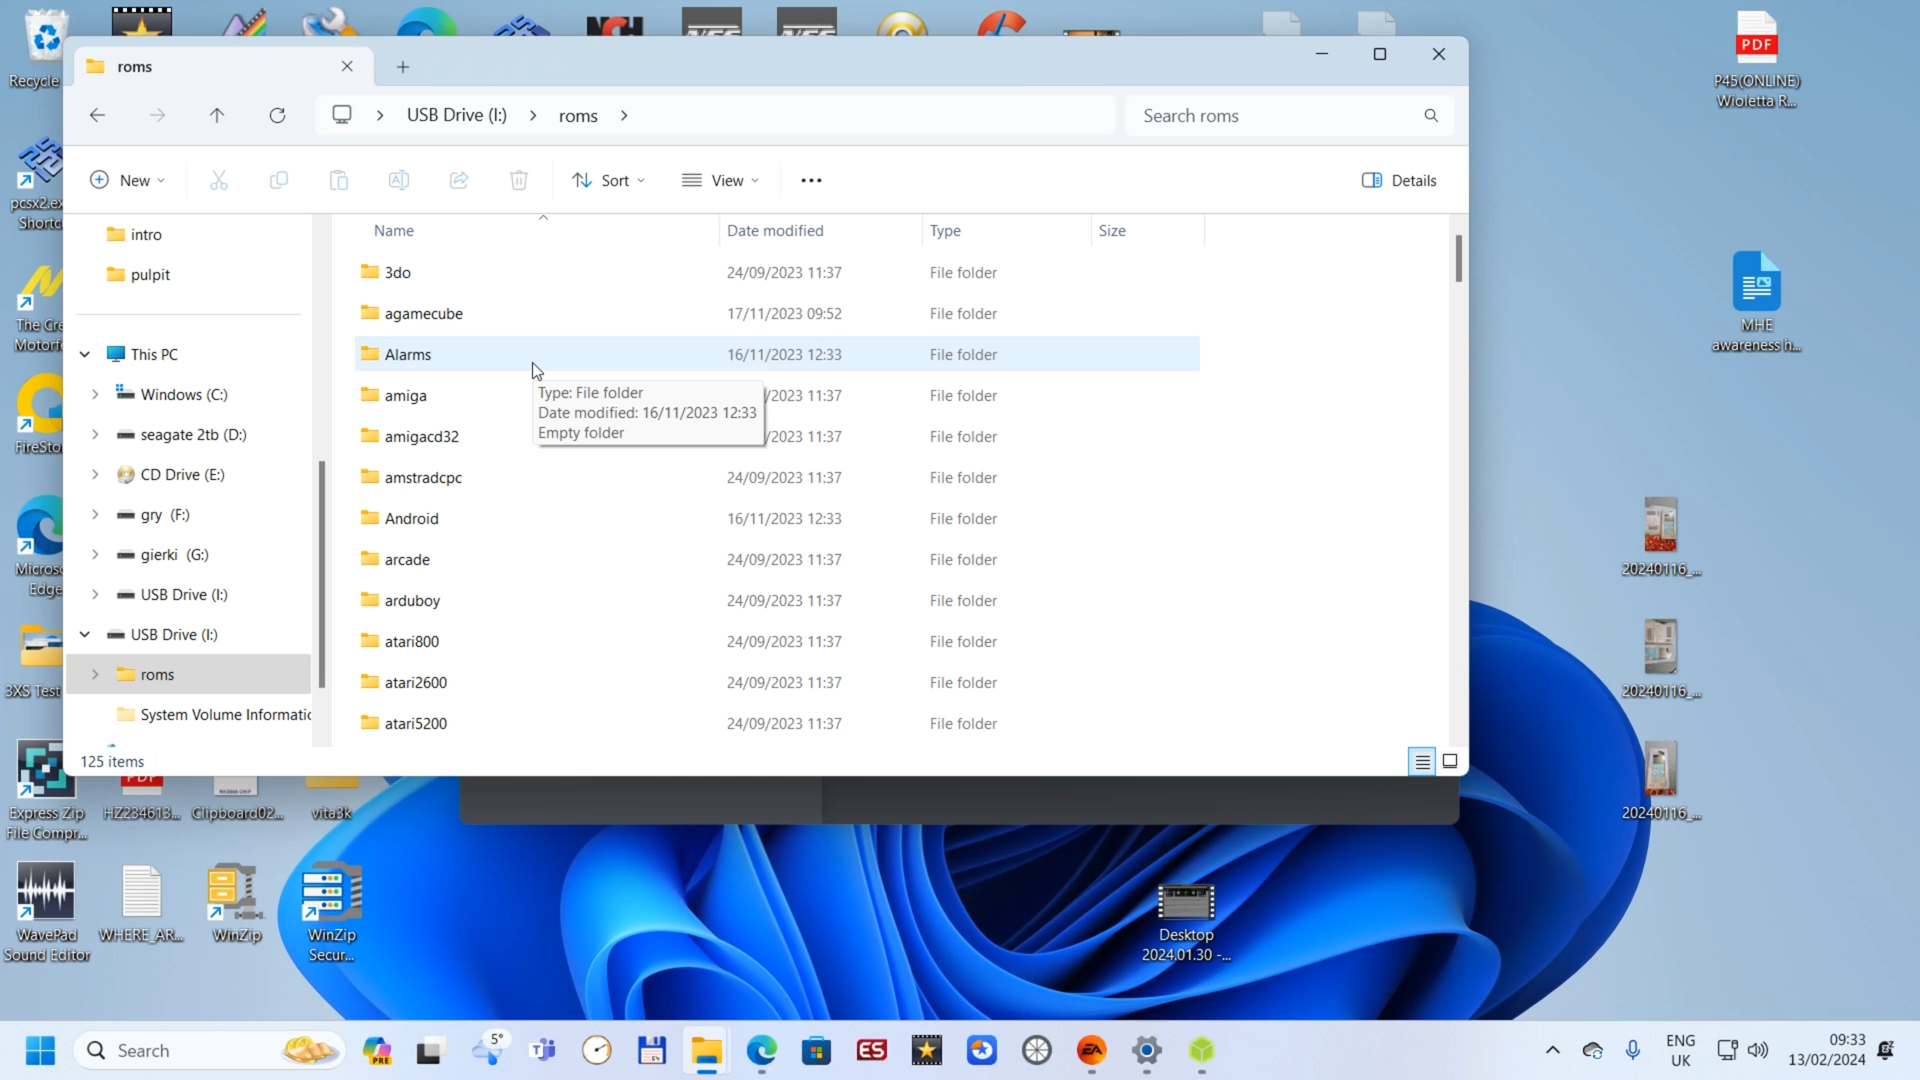 roms
USB Drive (I:)
roms
Search roms
New
Sort
View
Details
intro
pulpit
This PC
Windows (C:)
seagate 2tb (D:)
CD Drive (E:)
gry (F:)
gierki (G:)
USB Drive (I:)
USB Drive (I:)
roms
System Volume Informatic
Name Date modified Type Size
3do 24/09/2023 11:37 File folder
agamecube 17/11/2023 09:52 File folder
Alarms 16/11/2023 12:33 File folder
amiga /2023 11:37 File folder
amigacd32 /2023 11:37 File folder
amstradcpc 24/09/2023 11:37 File folder
Android 16/11/2023 12:33 File folder
arcade 24/09/2023 11:37 File folder
arduboy 24/09/2023 11:37 File folder
atari800 24/09/2023 11:37 File folder
atari2600 24/09/2023 11:37 File folder
atari5200 24/09/2023 11:37 File folder
Type: File folder
Date modified: 16/11/2023 12:33
Empty folder
125 items
Recycle
pcsx2.ex
Shortc
The Cre
Motorf
FireSto
Micros
Edge
3XS Test
Express Zip
File Compr...
PDF
HZ234613...
Clipboard02...
vita3k
WavePad
Sound Editor
WHERE_AR...
WinZip
WinZip
Secur...
NCH
PDF
P45(ONLINE)
Wioletta R...
MHE
awareness h...
20240116_...
20240116_...
20240116_...
Desktop
2024.01.30 -...
Search
PRE
5°
ES
EA
ENG
UK
09:33
13/02/2024